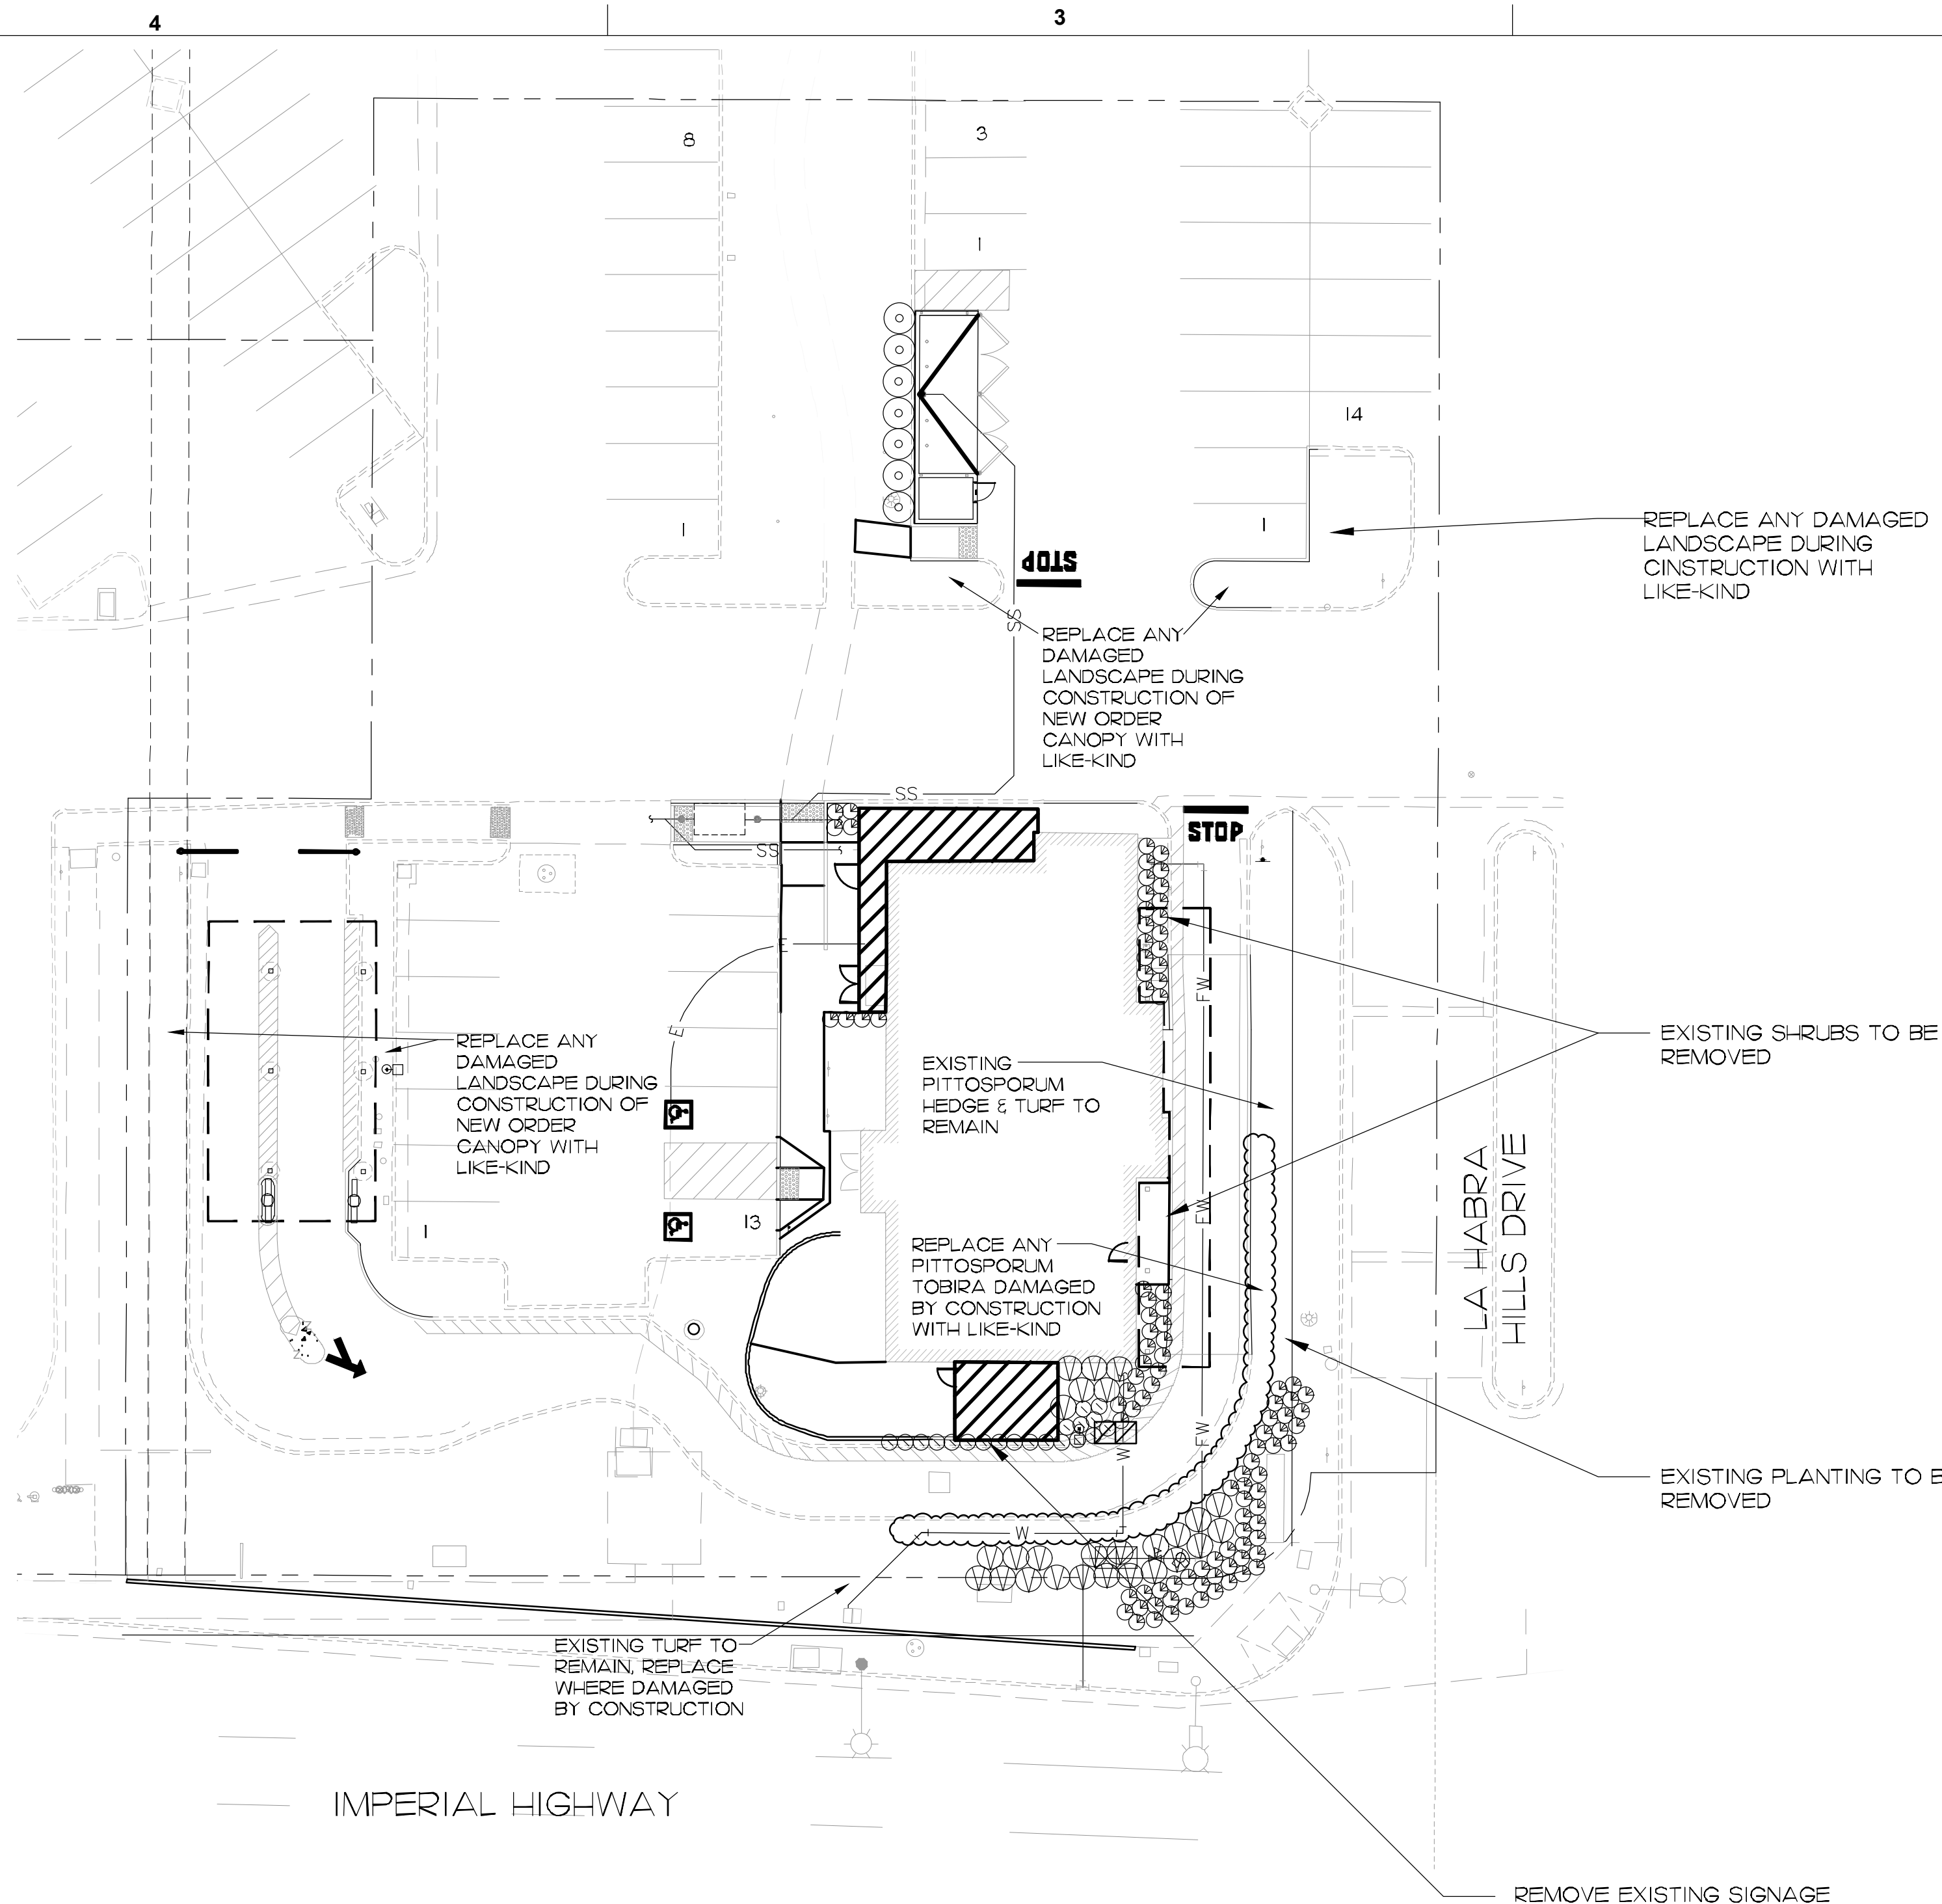 4
3
8
3
1
14
1
1
STOP
REPLACE ANY DAMAGED
LANDSCAPE DURING
CINSTRUCTION WITH
LIKE-KIND
SS
REPLACE ANY
DAMAGED
LANDSCAPE DURING
CONSTRUCTION OF
NEW ORDER
CANOPY WITH
LIKE-KIND
SS
STOP
SS
E
E
FW
REPLACE ANY
DAMAGED
LANDSCAPE DURING
CONSTRUCTION OF
NEW ORDER
CANOPY WITH
LIKE-KIND
EXISTING
PITTOSPORUM
HEDGE & TURF TO
REMAIN
EXISTING SHRUBS TO BE
REMOVED
LA HABRA
HILLS DRIVE
1
13
FW
REPLACE ANY
PITTOSPORUM
TOBIRA DAMAGED
BY CONSTRUCTION
WITH LIKE-KIND
FW
W
W
EXISTING PLANTING TO B
REMOVED
EXISTING TURF TO
REMAIN, REPLACE
WHERE DAMAGED
BY CONSTRUCTION
IMPERIAL HIGHWAY
REMOVE EXISTING SIGNAGE